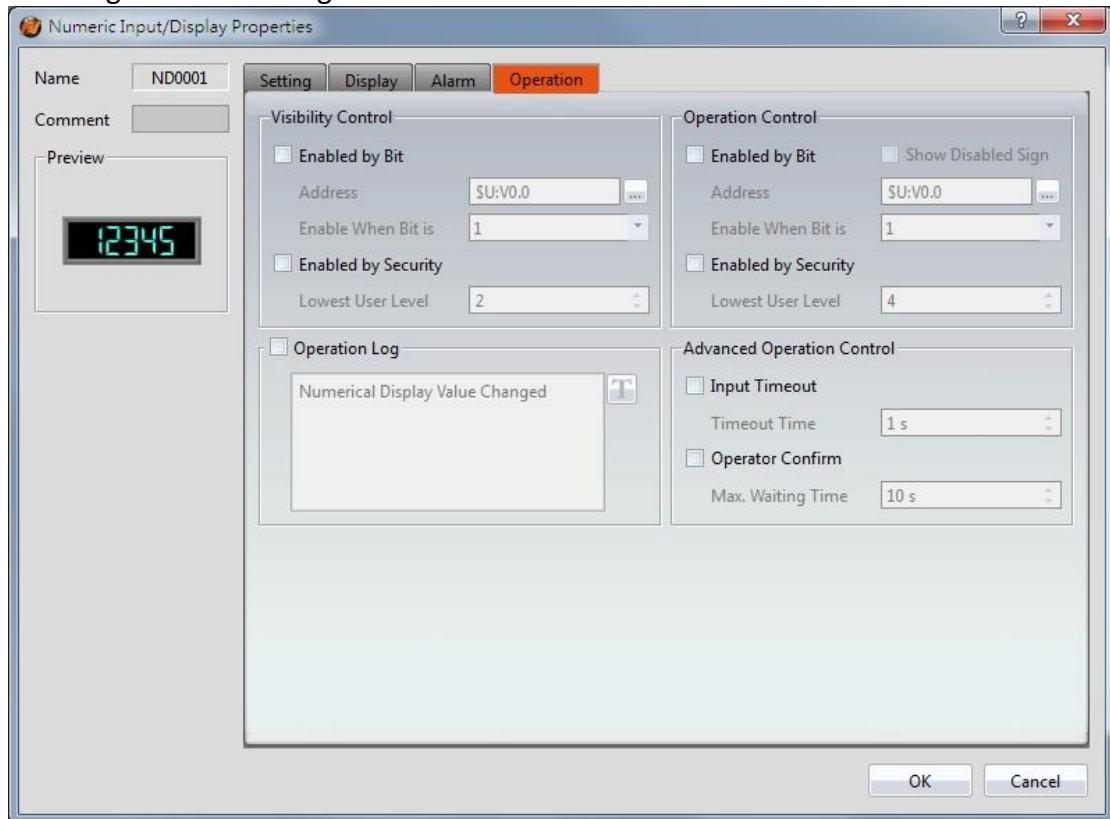 Numeric Input/Display Properties
Name ND0001
Comment
Preview
12345
Setting Display Alarm Operation
Visibility Control
Enabled by Bit
Address $U:V0.0 ...
Enable When Bit is 1
Enabled by Security
Lowest User Level 2
Operation Control
Enabled by Bit Show Disabled Sign
Address $U:V0.0 ...
Enable When Bit is 1
Enabled by Security
Lowest User Level 4
Operation Log
Numerical Display Value Changed T
Advanced Operation Control
Input Timeout
Timeout Time 1 s
Operator Confirm
Max. Waiting Time 10 s
OK Cancel